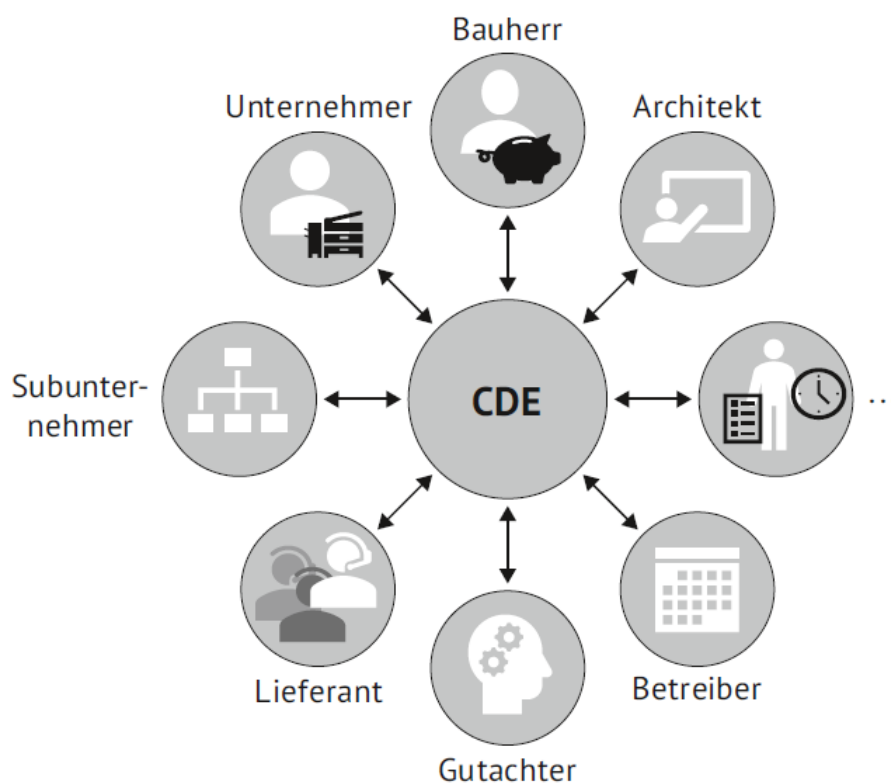 Bauherr
Unternehmer
Architekt
Subunter-
nehmer
CDE
..
Lieferant
Betreiber
Gutachter